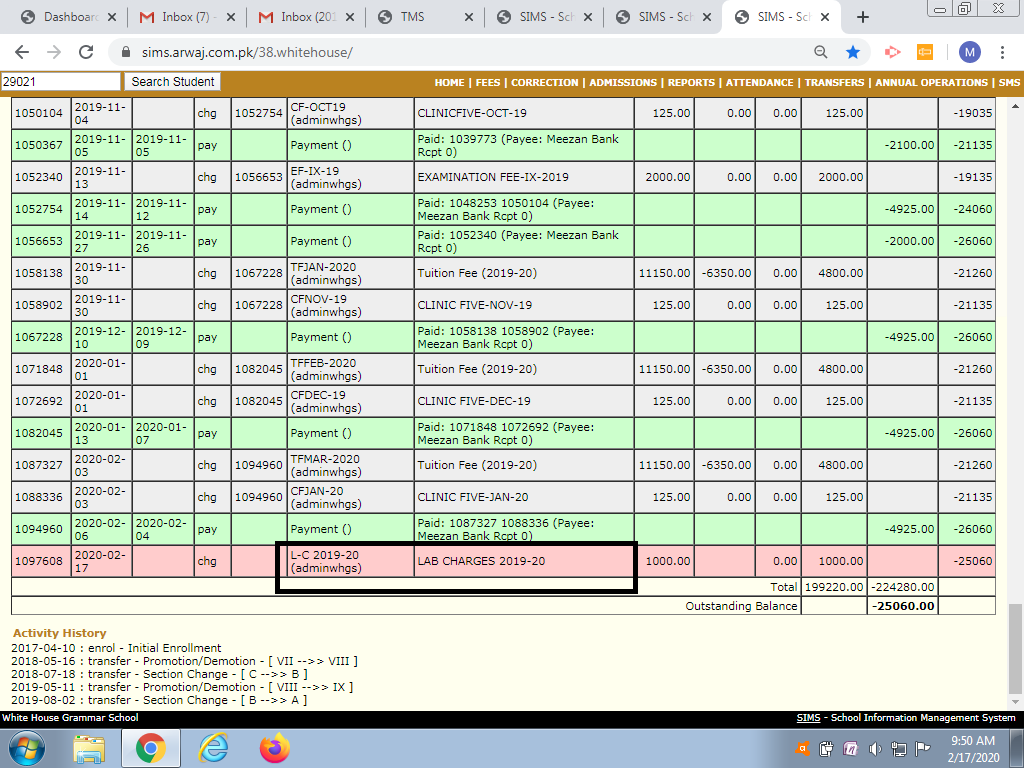 Dashboar
Inbox (7) -
Inbox (201
TMS
SIMS - Sch
SIMS - Sch
SIMS - Sch
sims.arwaj.com.pk/38.whitehouse/
M
29021 Search Student HOME | FEES | CORRECTION | ADMISSIONS | REPORTS | ATTENDANCE | TRANSFERS | ANNUAL OPERATIONS | SMS
1050104 2019-11-04 chg 1052754 CF-OCT19 (adminwhgs) CLINICFIVE-OCT-19 125.00 0.00 0.00 125.00 -19035
1050367 2019-11-05 2019-11-05 pay Payment () Paid: 1039773 (Payee: Meezan Bank Rcpt 0) -2100.00 -21135
1052340 2019-11-13 chg 1056653 EF-IX-19 (adminwhgs) EXAMINATION FEE-IX-2019 2000.00 0.00 0.00 2000.00 -19135
1052754 2019-11-14 2019-11-12 pay Payment () Paid: 1048253 1050104 (Payee: Meezan Bank Rcpt 0) -4925.00 -24060
1056653 2019-11-27 2019-11-26 pay Payment () Paid: 1052340 (Payee: Meezan Bank Rcpt 0) -2000.00 -26060
1058138 2019-11-30 chg 1067228 TFJAN-2020 (adminwhgs) Tuition Fee (2019-20) 11150.00 -6350.00 0.00 4800.00 -21260
1058902 2019-11-30 chg 1067228 CFNOV-19 (adminwhgs) CLINIC FIVE-NOV-19 125.00 0.00 0.00 125.00 -21135
1067228 2019-12-10 2019-12-09 pay Payment () Paid: 1058138 1058902 (Payee: Meezan Bank Rcpt 0) -4925.00 -26060
1071848 2020-01-01 chg 1082045 TFFEB-2020 (adminwhgs) Tuition Fee (2019-20) 11150.00 -6350.00 0.00 4800.00 -21260
1072692 2020-01-01 chg 1082045 CFDEC-19 (adminwhgs) CLINIC FIVE-DEC-19 125.00 0.00 0.00 125.00 -21135
1082045 2020-01-13 2020-01-07 pay Payment () Paid: 1071848 1072692 (Payee: Meezan Bank Rcpt 0) -4925.00 -26060
1087327 2020-02-03 chg 1094960 TFMAR-2020 (adminwhgs) Tuition Fee (2019-20) 11150.00 -6350.00 0.00 4800.00 -21260
1088336 2020-02-03 chg 1094960 CFJAN-20 (adminwhgs) CLINIC FIVE-JAN-20 125.00 0.00 0.00 125.00 -21135
1094960 2020-02-06 2020-02-04 pay Payment () Paid: 1087327 1088336 (Payee: Meezan Bank Rcpt 0) -4925.00 -26060
1097608 2020-02-17 chg L-C 2019-20 (adminwhgs) LAB CHARGES 2019-20 1000.00 0.00 1000.00 -25060
Total 199220.00 -224280.00
Outstanding Balance -25060.00
Activity History
2017-04-10 : enrol - Initial Enrollment
2018-05-16 : transfer - Promotion/Demotion - [ VII -->> VIII ]
2018-07-18 : transfer - Section Change - [ C -->> B ]
2019-05-11 : transfer - Promotion/Demotion - [ VIII -->> IX ]
2019-08-02 : transfer - Section Change - [ B -->> A ]
White House Grammar School SIMS - School Information Management System
9:50 AM
2/17/2020